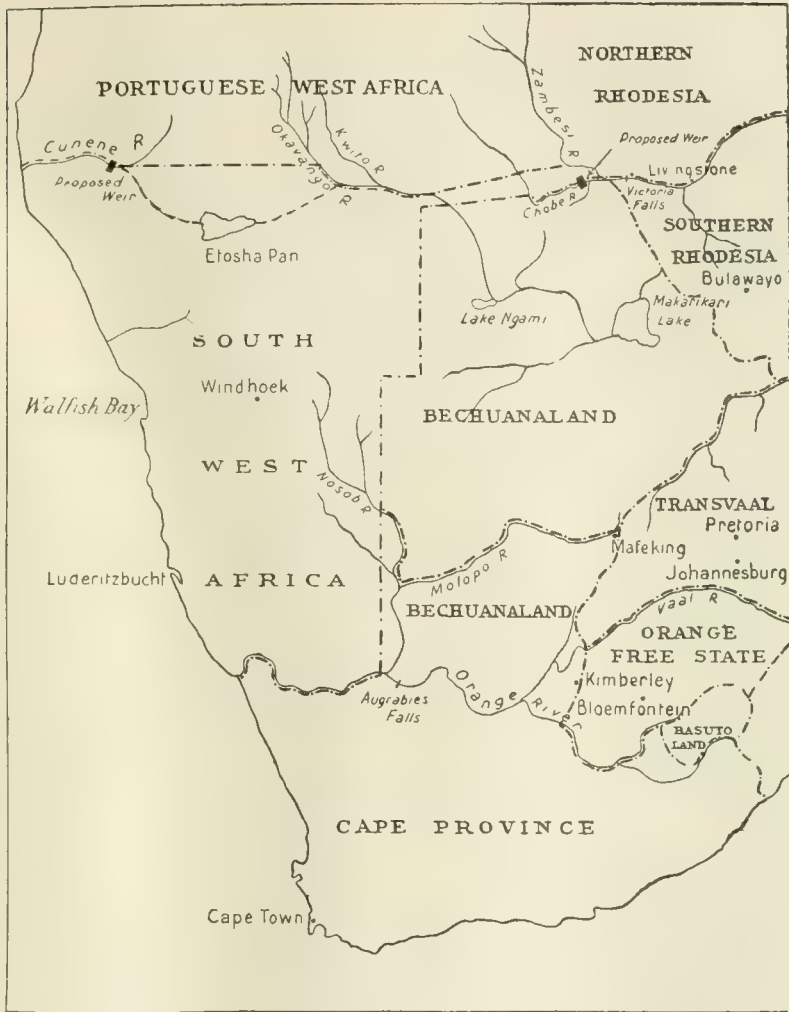 NORTHERN
RHODESIA
PORTUGUESE WEST AFRICA
Zambesi R
Cunene R
Okavango R
Kwito R
Proposed Weir
Proposed Weir
Livingstone
Victoria
Falls
Chobe R
SOUTHERN
RHODESIA
Bulawayo
Etosha Pan
Makarikari
Lake
Lake Ngami
SOUTH
WEST
AFRICA
Windhoek
Walfish Bay
BECHUANALAND
Nosob R
TRANSVAAL
Pretoria
Mafeking
Johannesburg
Luderitzbucht
Molopo R
BECHUANALAND
Vaal R
ORANGE
FREE STATE
Kimberley
Bloemfontein
Orange River
Augrabies
Falls
BASUTO
LAND
CAPE PROVINCE
Cape Town